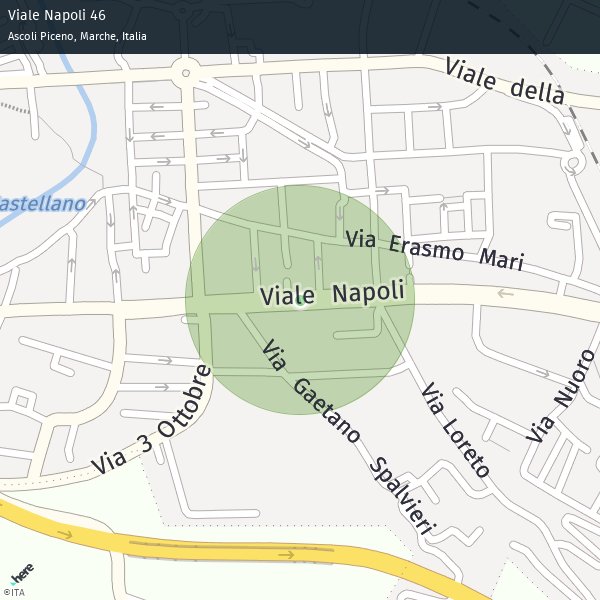 Viale Napoli 46
Ascoli Piceno, Marche, Italia
Viale della
astellano
Via Erasmo Mari
Viale Napoli
Via Gaetano Spalvieri
Via 3 Ottobre
Via Loreto
Via Nuoro
here
©ITA